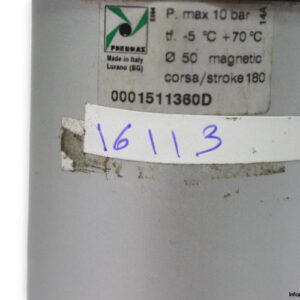 P. max 10 bar
tf. -5 °C +70°C
PNEUMAX
Ø 50 magnetic
Made in Italy
Lurano (BG)
corsa/stroke 180
0001511360D
14A
16113